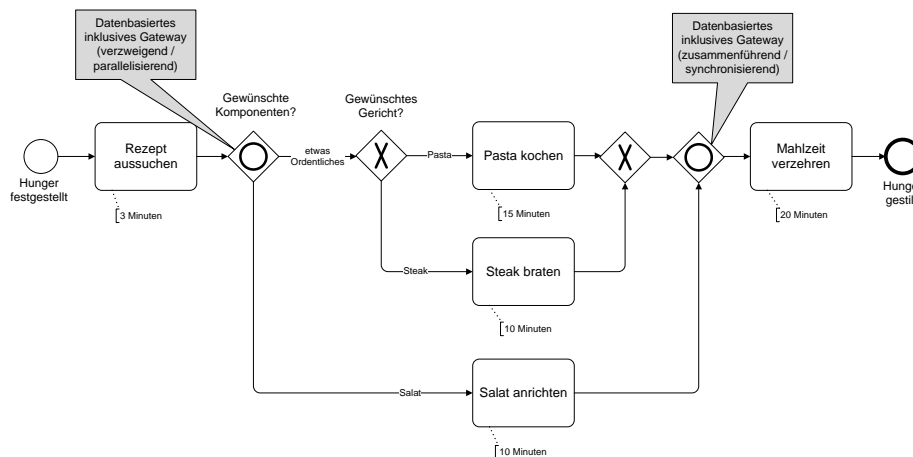 Datenbasiertes
inklusives Gateway
(verzweigend /
parallelisierend)
Datenbasiertes
inklusives Gateway
(zusammenführend /
synchronisierend)
Gewünschte
Komponenten?
Gewünschtes
Gericht?
Hunger
festgestellt
Rezept
aussuchen
3 Minuten
etwas
Ordentliches
Pasta
Pasta kochen
15 Minuten
Mahlzeit
verzehren
20 Minuten
Hunge
gestil
Steak
Steak braten
10 Minuten
Salat
Salat anrichten
10 Minuten